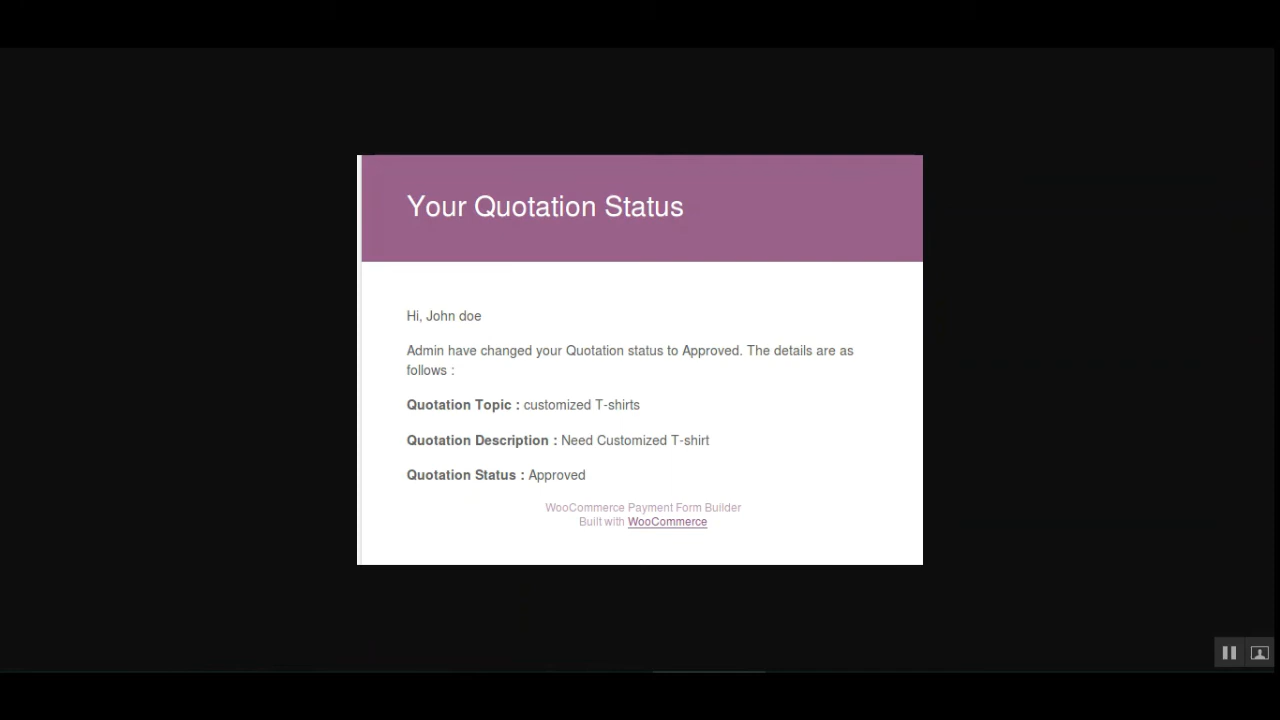 Your Quotation Status
Hi, John doe
Admin have changed your Quotation status to Approved. The details are as
follows :
Quotation Topic : customized T-shirts
Quotation Description : Need Customized T-shirt
Quotation Status : Approved
WooCommerce Payment Form Builder
Built with WooCommerce